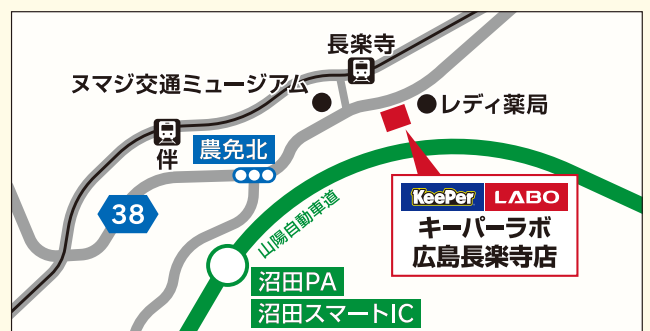 長楽寺
ヌマジ交通ミュージアム
レディ薬局
伴
農免北
KeePer LABO
キーパーラボ
広島長楽寺店
38
山陽自動車道
沼田PA
沼田スマートIC